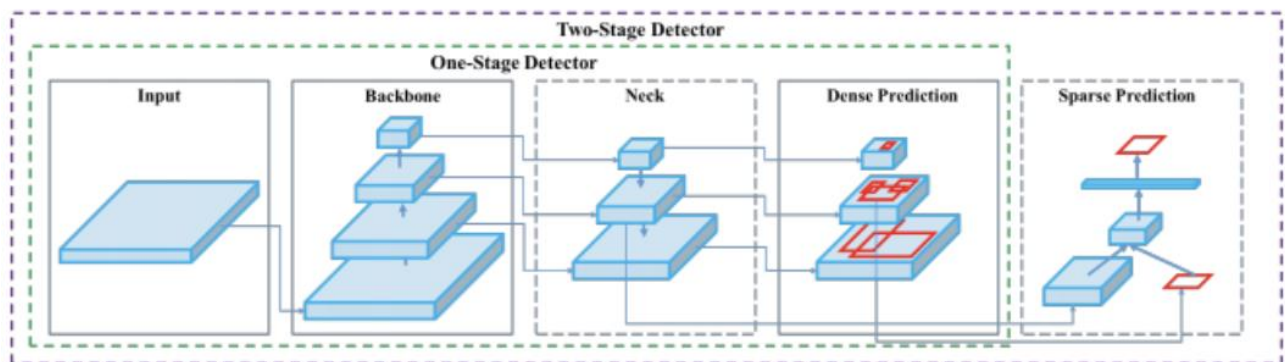 Two-Stage Detector
One-Stage Detector
Input
Backbone
Neck
Dense Prediction
Sparse Prediction